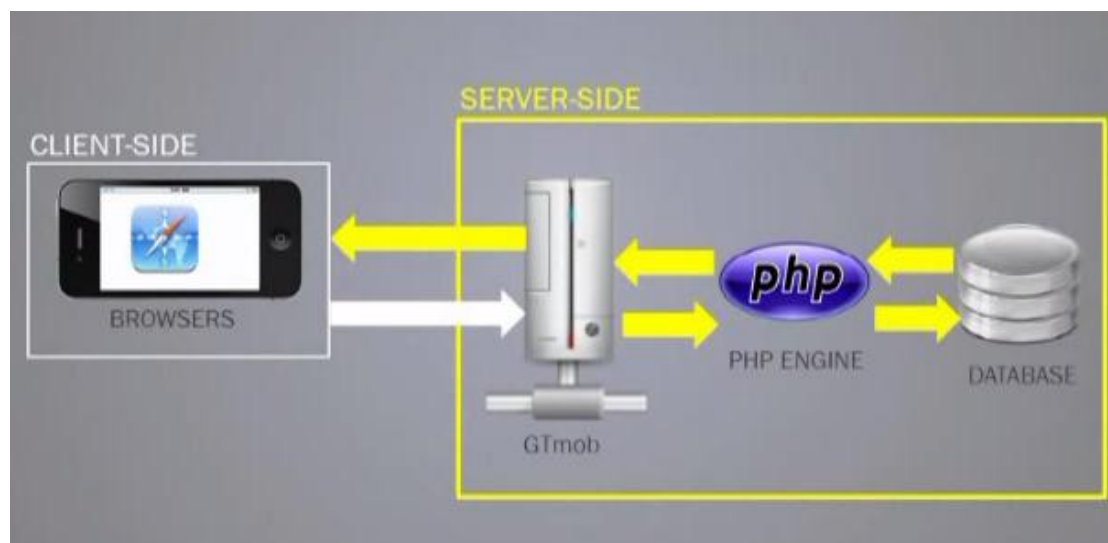 SERVER-SIDE
CLIENT-SIDE
BROWSERS
php
PHP ENGINE
DATABASE
GTmob